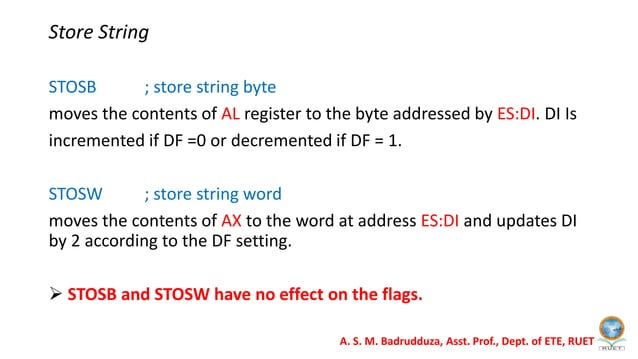 Store String
STOSB ; store string byte
moves the contents of AL register to the byte addressed by ES:DI. DI Is
incremented if DF =0 or decremented if DF = 1.
STOSW ; store string word
moves the contents of AX to the word at address ES:DI and updates DI
by 2 according to the DF setting.
➢ STOSB and STOSW have no effect on the flags.
A. S. M. Badrudduza, Asst. Prof., Dept. of ETE, RUET
RUET